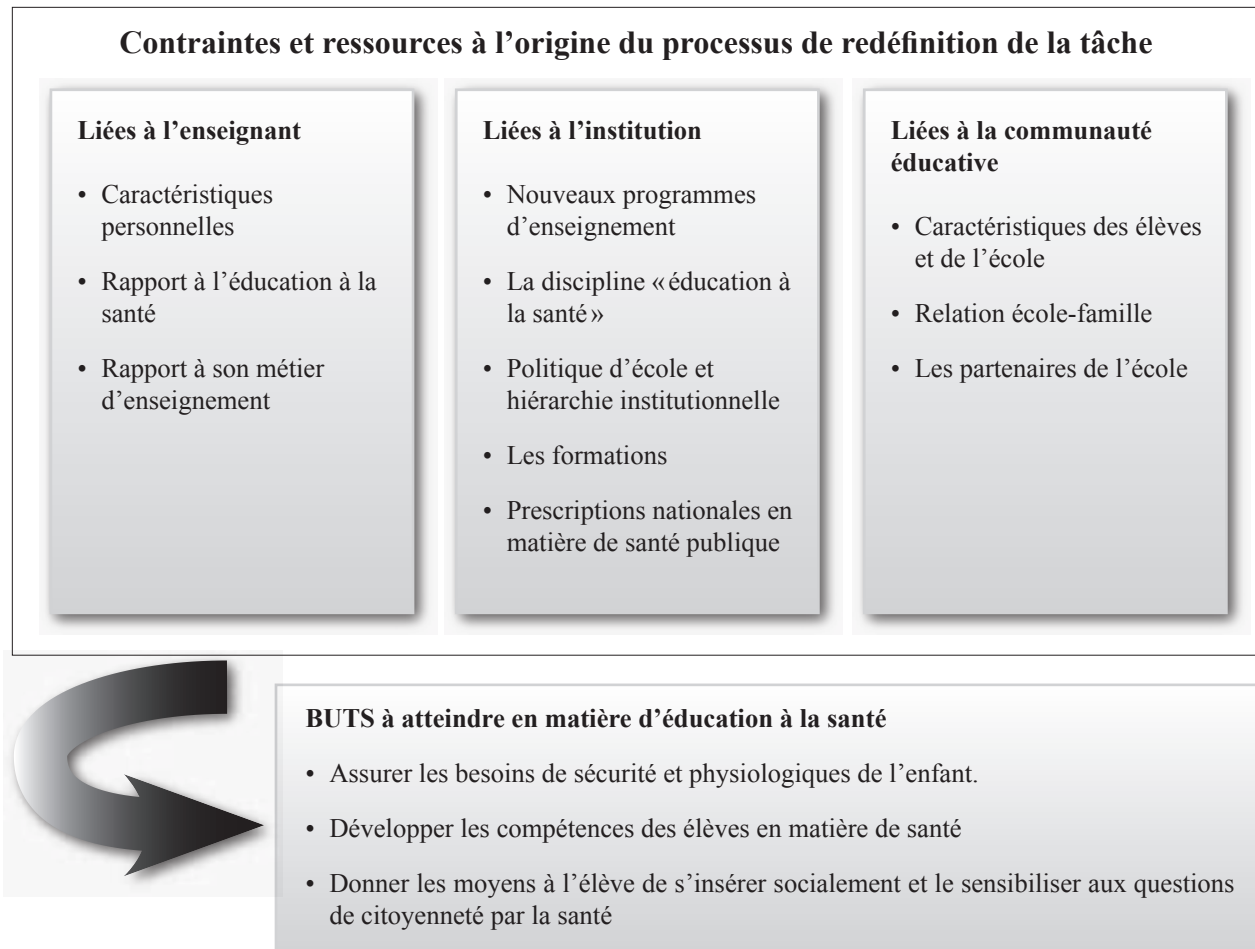 Contraintes et ressources à l’origine du processus de redéfinition de la tâche
Liées à l’enseignant
• Caractéristiques
personnelles
• Rapport à l’éducation à la
santé
• Rapport à son métier
d’enseignement
Liées à l’institution
• Nouveaux programmes
d’enseignement
• La discipline « éducation à
la santé »
• Politique d’école et
hiérarchie institutionnelle
• Les formations
• Prescriptions nationales en
matière de santé publique
Liées à la communauté
éducative
• Caractéristiques des élèves
et de l’école
• Relation école-famille
• Les partenaires de l’école
BUTS à atteindre en matière d’éducation à la santé
• Assurer les besoins de sécurité et physiologiques de l’enfant.
• Développer les compétences des élèves en matière de santé
• Donner les moyens à l’élève de s’insérer socialement et le sensibiliser aux questions
de citoyenneté par la santé